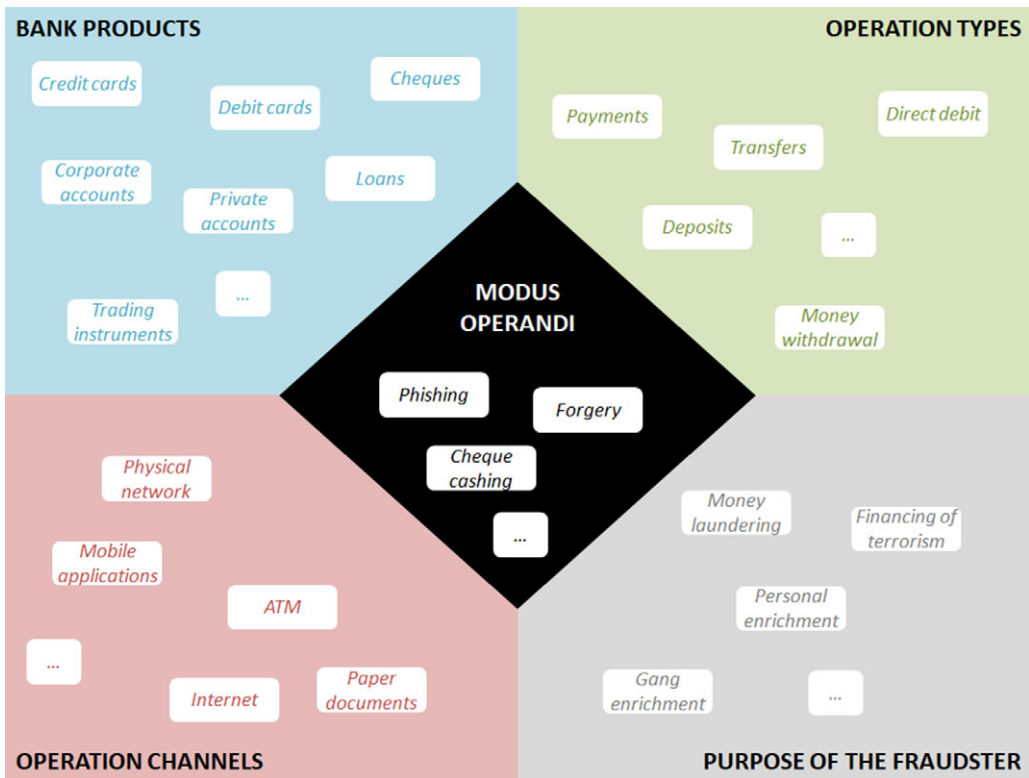 BANK PRODUCTS
Credit cards
Debit cards
Cheques
Corporate
accounts
Private
accounts
Loans
Trading
instruments
...
OPERATION TYPES
Payments
Transfers
Direct debit
Deposits
...
Money
withdrawal
MODUS
OPERANDI
Phishing
Forgery
Cheque
cashing
...
Physical
network
Mobile
applications
ATM
...
Internet
Paper
documents
OPERATION CHANNELS
Money
laundering
Financing of
terrorism
Personal
enrichment
Gang
enrichment
...
PURPOSE OF THE FRAUDSTER